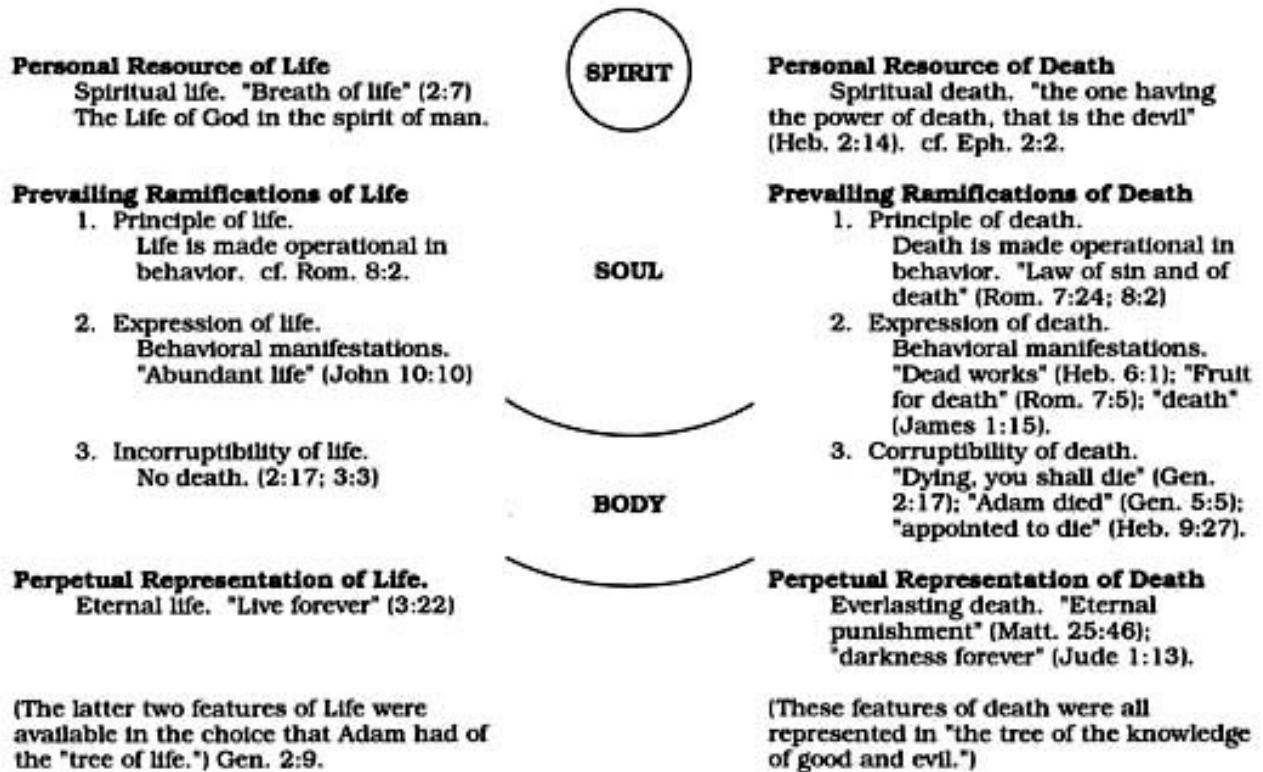 SPIRIT
Personal Resource of Life
Spiritual life. "Breath of life" (2:7)
The Life of God in the spirit of man.
Prevailing Ramifications of Life
1. Principle of life.
Life is made operational in
behavior. cf. Rom. 8:2.
2. Expression of life.
Behavioral manifestations.
"Abundant life" (John 10:10)
3. Incorruptibility of life.
No death. (2:17; 3:3)
Perpetual Representation of Life.
Eternal life. "Live forever" (3:22)
(The latter two features of Life were
available in the choice that Adam had of
the "tree of life.") Gen. 2:9.
SOUL
BODY
Personal Resource of Death
Spiritual death. "the one having
the power of death, that is the devil"
(Heb. 2:14). cf. Eph. 2:2.
Prevailing Ramifications of Death
1. Principle of death.
Death is made operational in
behavior. "Law of sin and of
death" (Rom. 7:24; 8:2)
2. Expression of death.
Behavioral manifestations.
"Dead works" (Heb. 6:1); "Fruit
for death" (Rom. 7:5); "death"
(James 1:15).
3. Corruptibility of death.
"Dying, you shall die" (Gen.
2:17); "Adam died" (Gen. 5:5);
"appointed to die" (Heb. 9:27).
Perpetual Representation of Death
Everlasting death. "Eternal
punishment" (Matt. 25:46);
"darkness forever" (Jude 1:13).
(These features of death were all
represented in "the tree of the knowledge
of good and evil.")